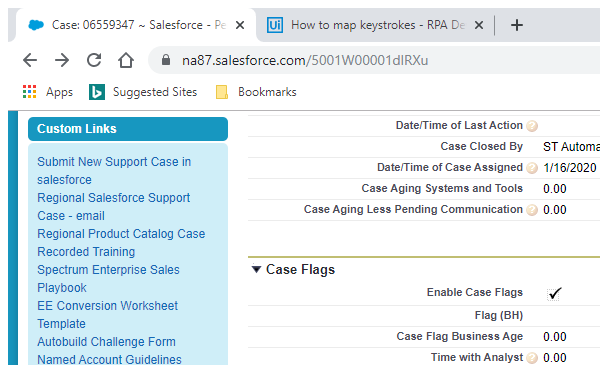 Case: 06559347 ~ Salesforce - Pe
Ui How to map keystrokes - RPA De
na87.salesforce.com/5001W00001dIRXu
Apps Suggested Sites Bookmarks
Custom Links
Submit New Support Case in
salesforce
Regional Salesforce Support
Case - email
Regional Product Catalog Case
Recorded Training
Spectrum Enterprise Sales
Playbook
EE Conversion Worksheet
Template
Autobuild Challenge Form
Named Account Guidelines
Date/Time of Last Action ?
Case Closed By ST Automa
Date/Time of Case Assigned ? 1/16/2020
Case Aging Systems and Tools 0.00
Case Aging Less Pending Communication ? 0.00
Case Flags
Enable Case Flags
Flag (BH)
Case Flag Business Age 0.00
Time with Analyst ? 0.00